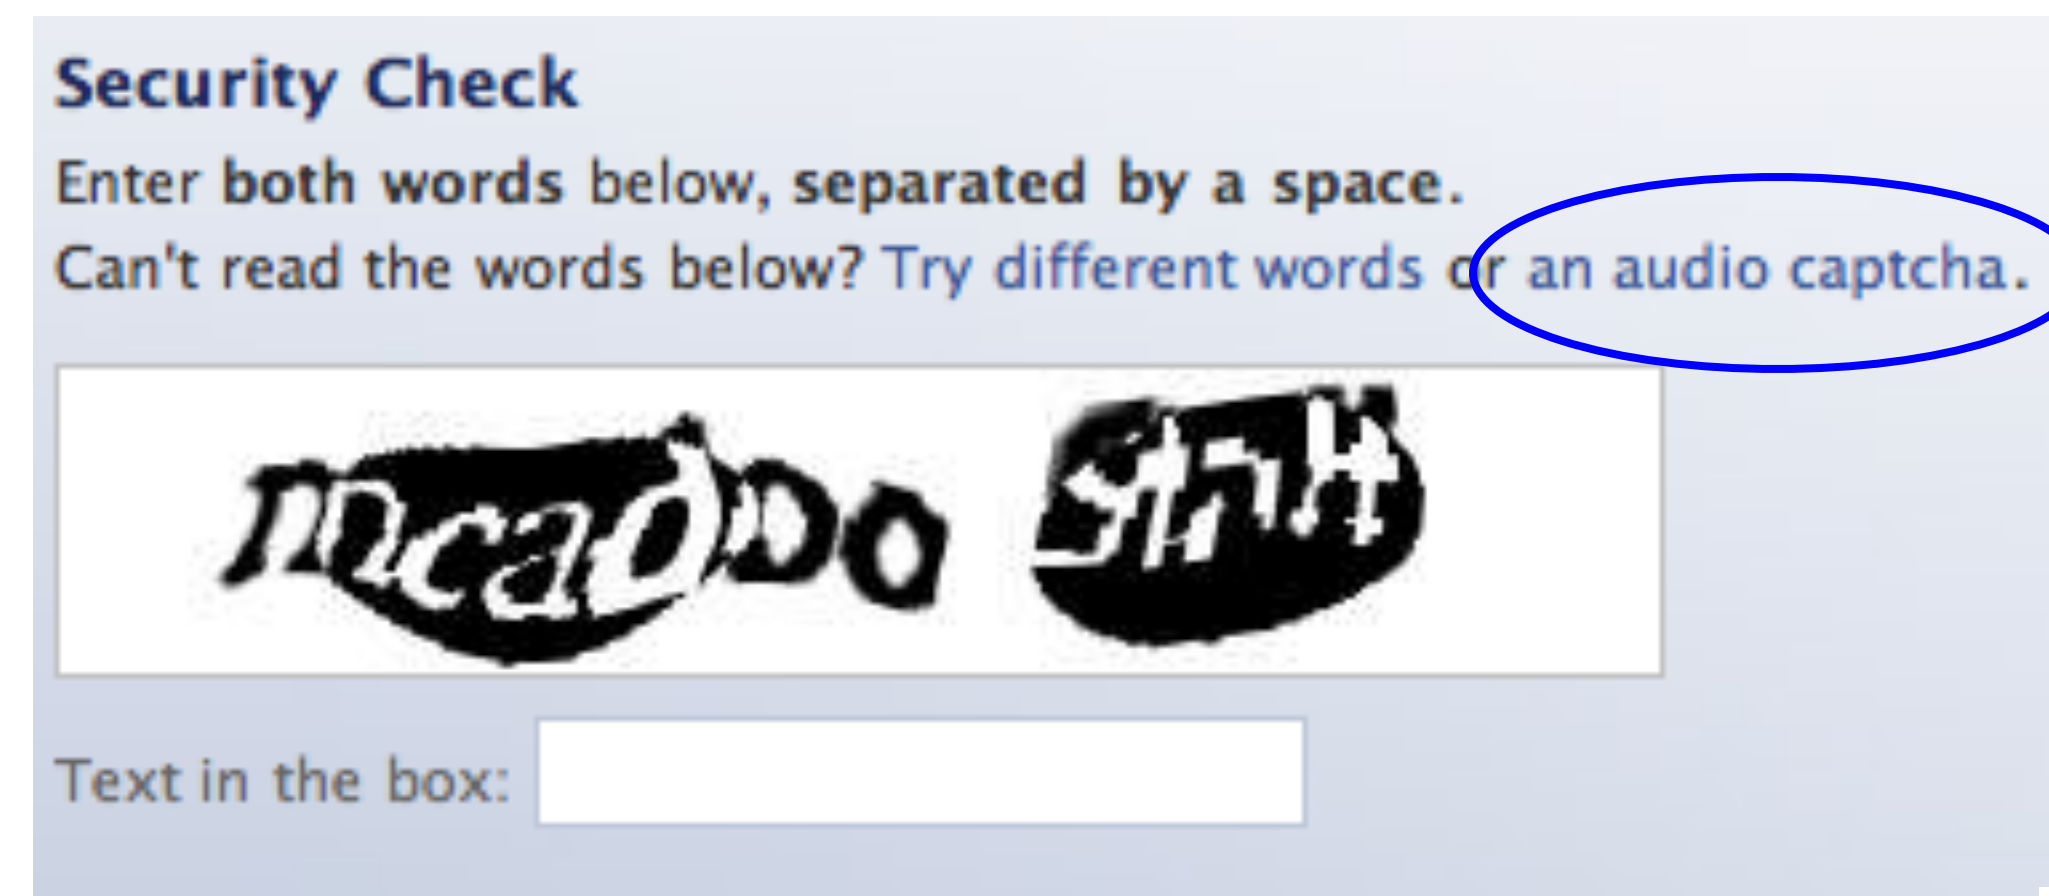 Security Check
Enter both words below, separated by a space.
Can't read the words below? Try different words or an audio captcha.
Text in the box: